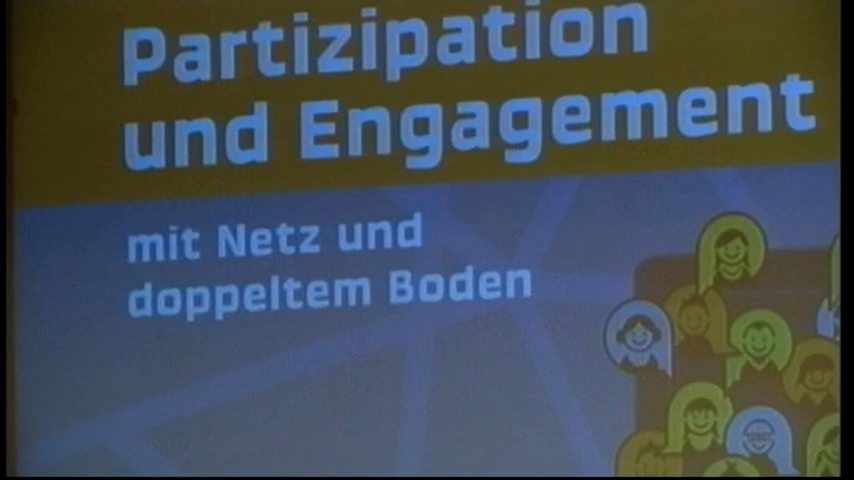 Partizipation
und Engagement
mit Netz und
doppeltem Boden